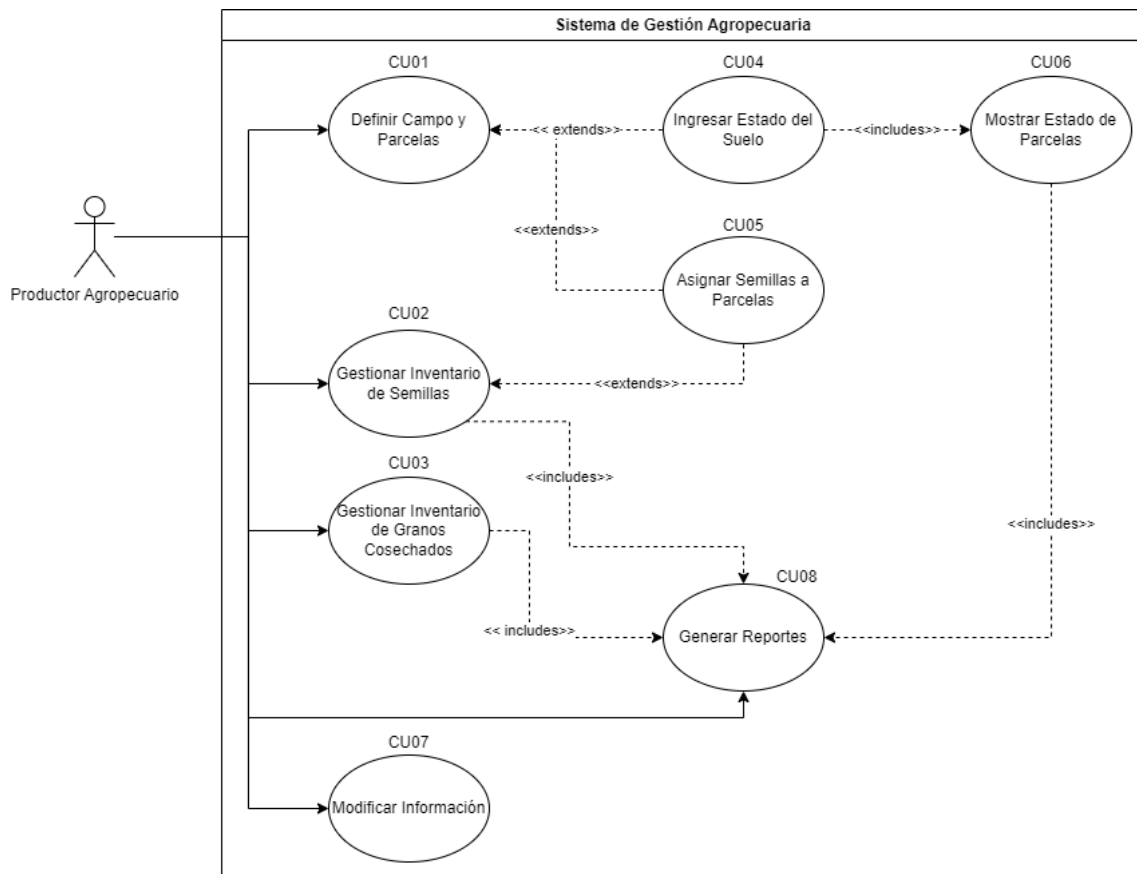 Sistema de Gestión Agropecuaria
CU01
CU04
CU06
Definir Campo y
Parcelas
<< extends>>
Ingresar Estado del
Suelo
<<includes>>
Mostrar Estado de
Parcelas
Productor Agropecuario
<<extends>>
CU05
Asignar Semillas a
Parcelas
CU02
Gestionar Inventario
de Semillas
<<extends>>
CU03
<<includes>>
Gestionar Inventario
de Granos
Cosechados
<<includes>>
CU08
<< includes>>
Generar Reportes
CU07
Modificar Información